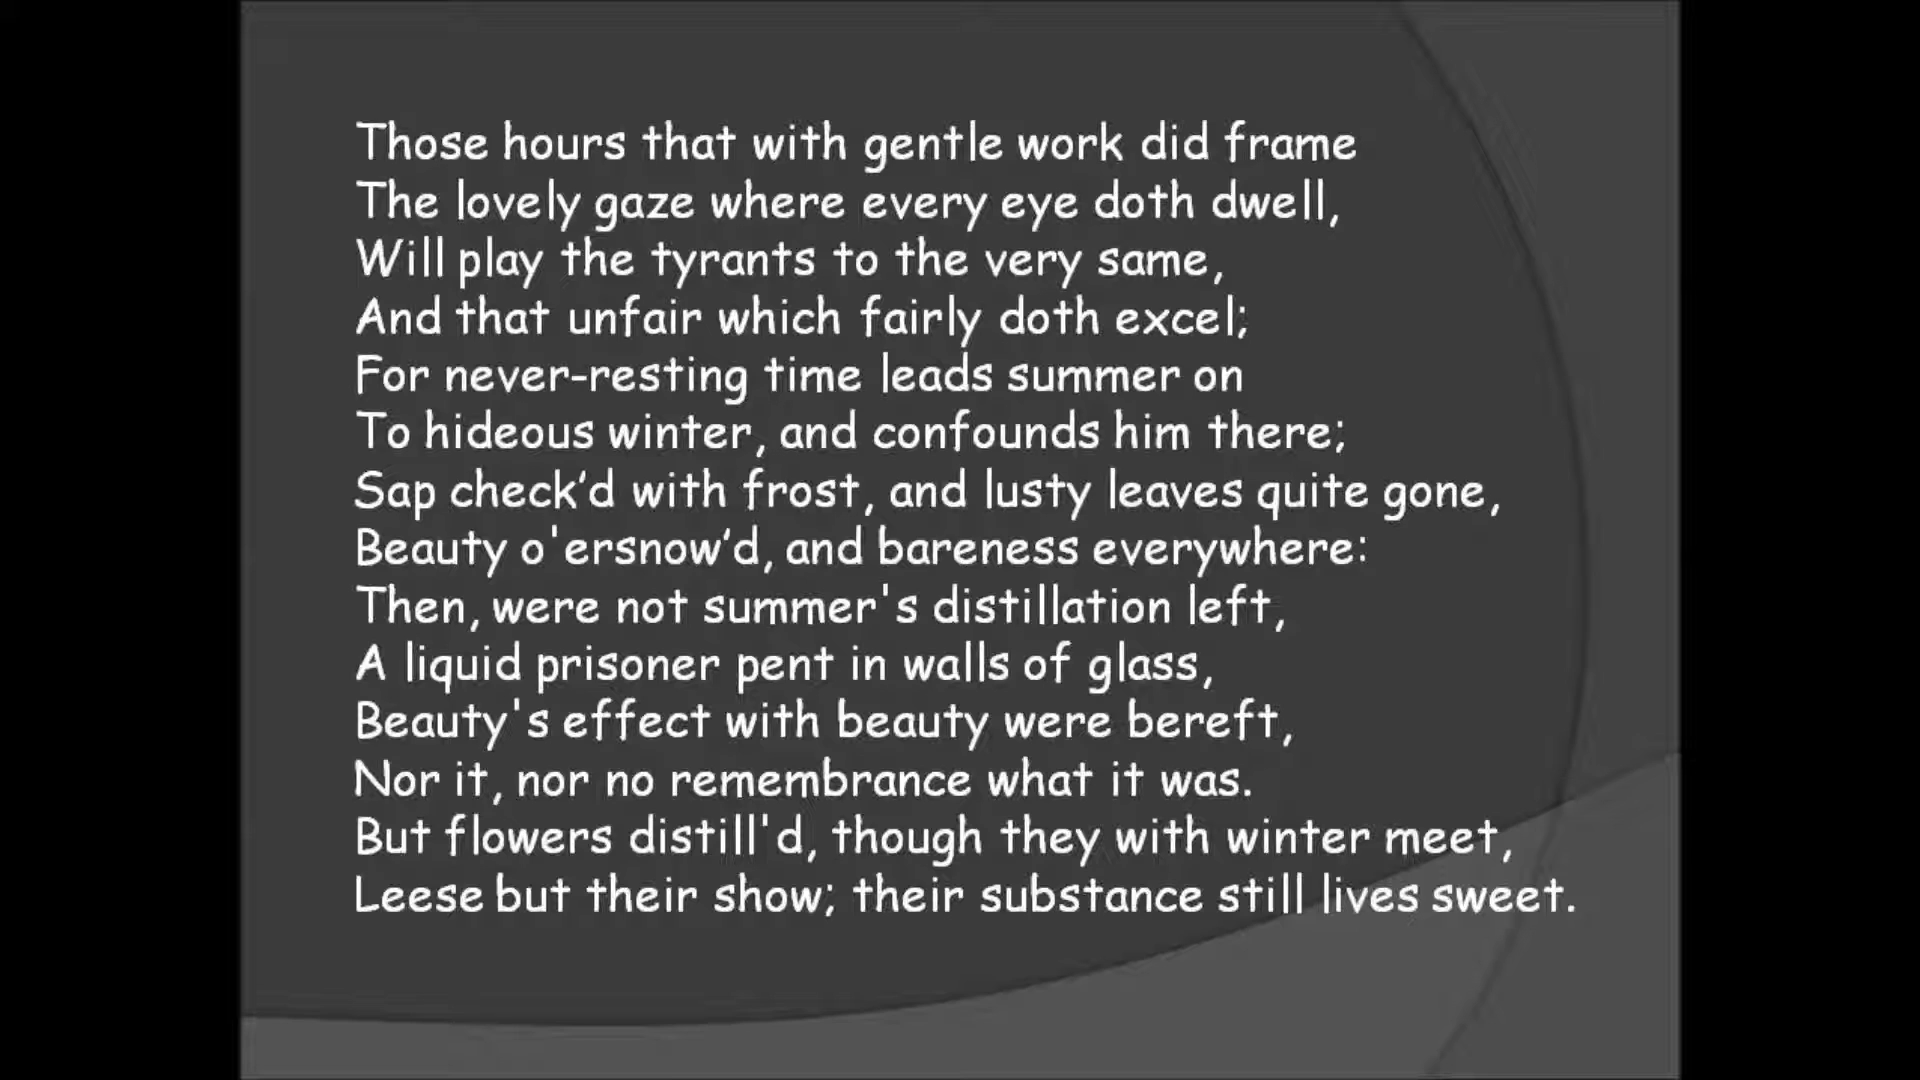 Those hours that with gentle work did frame
The lovely gaze where every eye doth dwell,
Will play the tyrants to the very same,
And that unfair which fairly doth excel;
For never-resting time leads summer on
To hideous winter, and confounds him there;
Sap check’d with frost, and lusty leaves quite gone,
Beauty o'ersnow’d, and bareness everywhere:
Then, were not summer's distillation left,
A liquid prisoner pent in walls of glass,
Beauty's effect with beauty were bereft,
Nor it, nor no remembrance what it was.
But flowers distill'd, though they with winter meet,
Leese but their show; their substance still lives sweet.